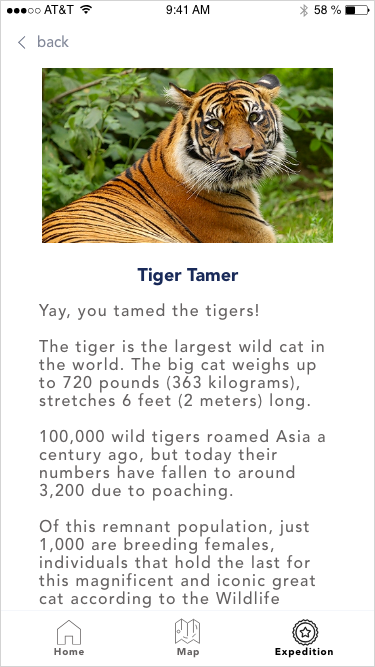 AT&T 9:41 AM 58 %
back
Tiger Tamer
Yay, you tamed the tigers!
The tiger is the largest wild cat in
the world. The big cat weighs up
to 720 pounds (363 kilograms),
stretches 6 feet (2 meters) long.
100,000 wild tigers roamed Asia a
century ago, but today their
numbers have fallen to around
3,200 due to poaching.
Of this remnant population, just
1,000 are breeding females,
individuals that hold the last for
this magnificent and iconic great
cat according to the Wildlife
Home Map Expedition